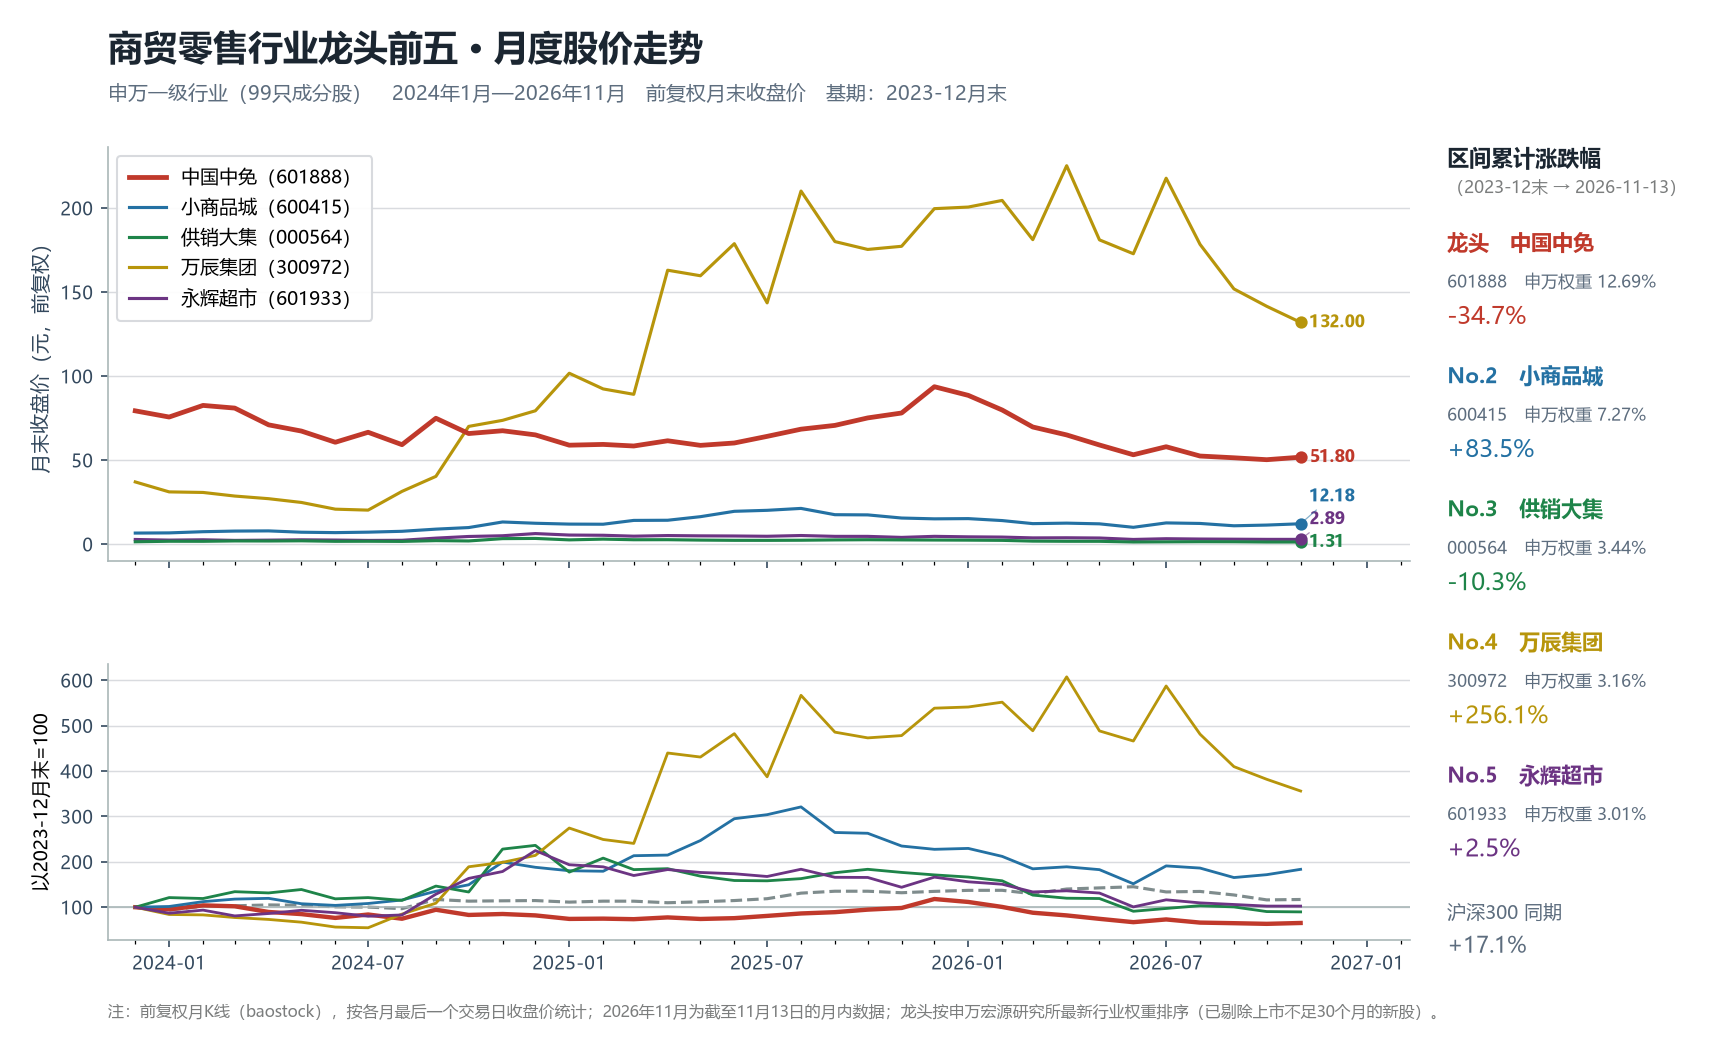 商贸零售行业龙头前五・月度股价走势
申万一级行业（99只成分股）　2024年1月—2026年11月　前复权月末收盘价　基期：2023-12月末
月末收盘价（元，前复权）
200
150
100
50
0
中国中免（601888）
小商品城（600415）
供销大集（000564）
万辰集团（300972）
永辉超市（601933）
132.00
51.80
12.18
2.89
1.31
以2023-12月末=100
600
500
400
300
200
100
2024-01
2024-07
2025-01
2025-07
2026-01
2026-07
2027-01
区间累计涨跌幅
（2023-12末 → 2026-11-13）
龙头　中国中免
601888　申万权重 12.69%
-34.7%
No.2　小商品城
600415　申万权重 7.27%
+83.5%
No.3　供销大集
000564　申万权重 3.44%
-10.3%
No.4　万辰集团
300972　申万权重 3.16%
+256.1%
No.5　永辉超市
601933　申万权重 3.01%
+2.5%
沪深300 同期
+17.1%
注：前复权月K线（baostock），按各月最后一个交易日收盘价统计；2026年11月为截至11月13日的月内数据；龙头按申万宏源研究所最新行业权重排序（已剔除上市不足30个月的新股）。